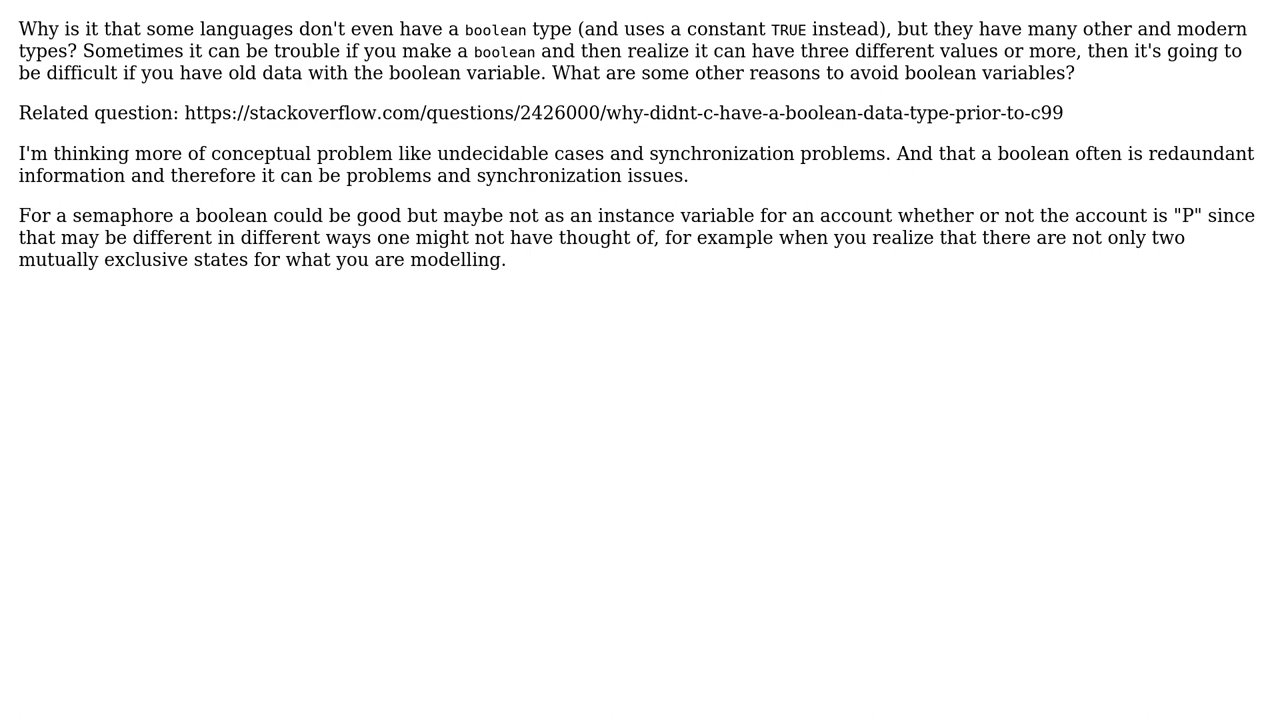 Why is it that some languages don't even have a boolean type (and uses a constant TRUE instead), but they have many other and modern
types? Sometimes it can be trouble if you make a boolean and then realize it can have three different values or more, then it's going to
be difficult if you have old data with the boolean variable. What are some other reasons to avoid boolean variables?
Related question: https://stackoverflow.com/questions/2426000/why-didnt-c-have-a-boolean-data-type-prior-to-c99
I'm thinking more of conceptual problem like undecidable cases and synchronization problems. And that a boolean often is redaundant
information and therefore it can be problems and synchronization issues.
For a semaphore a boolean could be good but maybe not as an instance variable for an account whether or not the account is "P" since
that may be different in different ways one might not have thought of, for example when you realize that there are not only two
mutually exclusive states for what you are modelling.